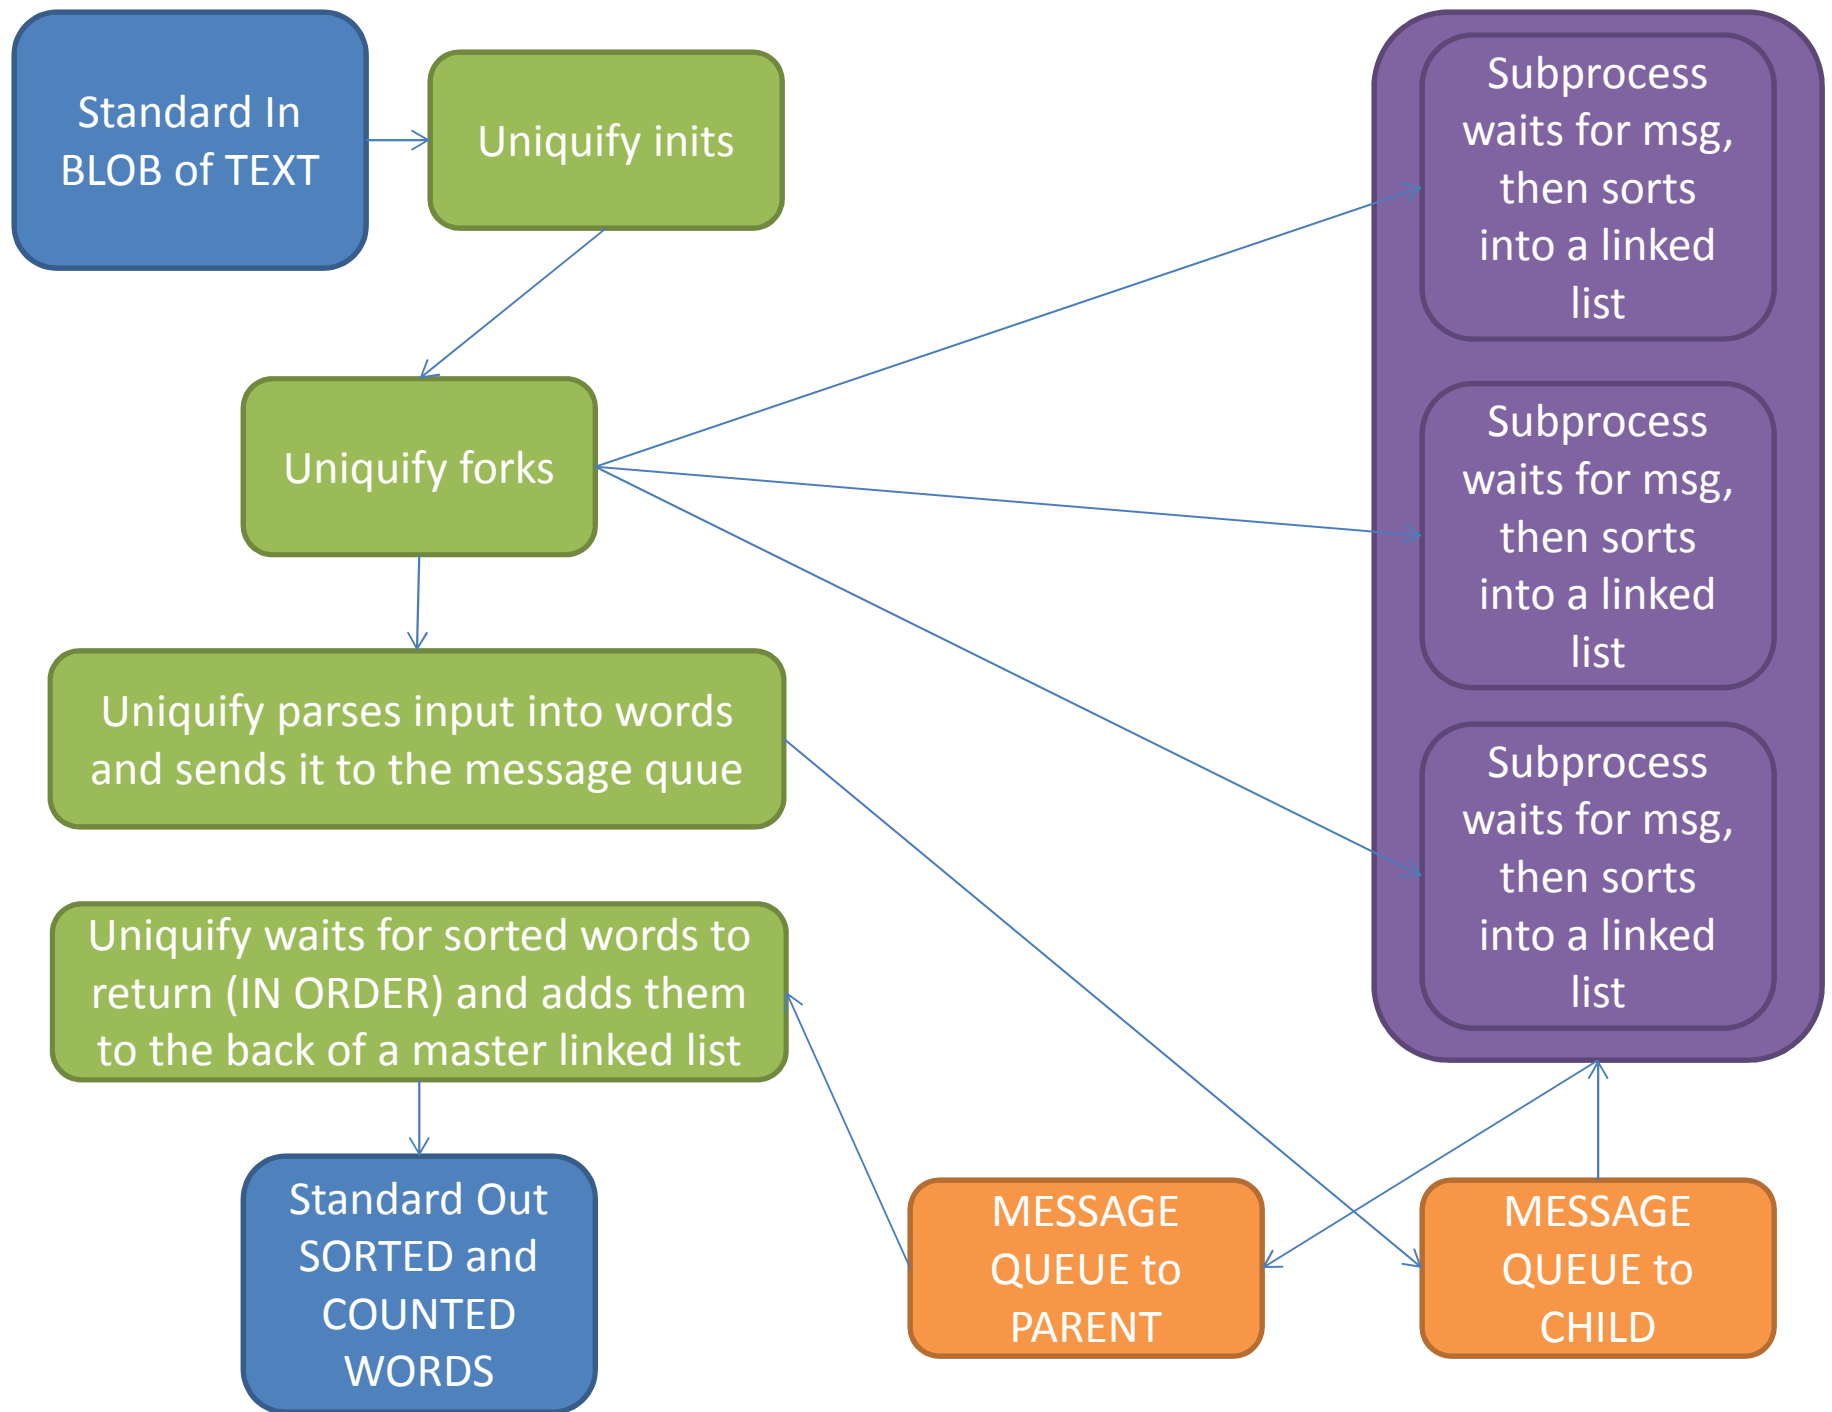 Standard In
BLOB of TEXT
Uniquify inits
Uniquify forks
Uniquify parses input into words
and sends it to the message quue
Uniquify waits for sorted words to
return (IN ORDER) and adds them
to the back of a master linked list
Standard Out
SORTED and
COUNTED
WORDS
Subprocess
waits for msg,
then sorts
into a linked
list
Subprocess
waits for msg,
then sorts
into a linked
list
Subprocess
waits for msg,
then sorts
into a linked
list
MESSAGE
QUEUE to
PARENT
MESSAGE
QUEUE to
CHILD